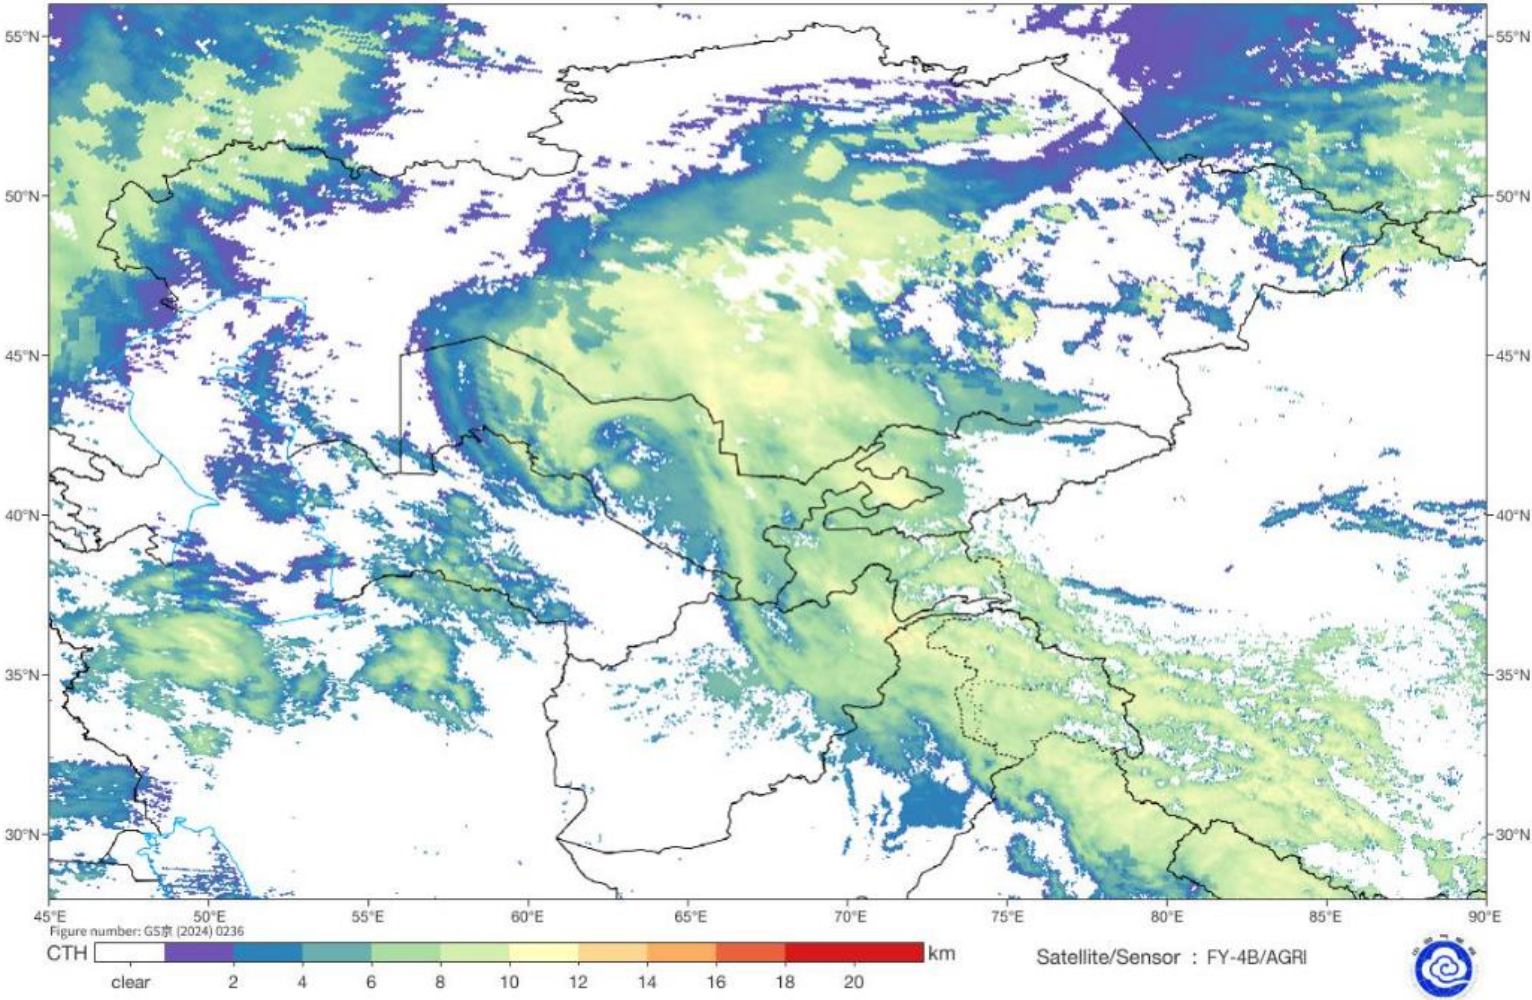 55°N 55°N
50°N 50°N
45°N 45°N
40°N 40°N
35°N 35°N
30°N 30°N
45°E 50°E 55°E 60°E 65°E 70°E 75°E 80°E 85°E 90°E
Figure number: GS京 (2024) 0236
CTH km
clear 2 4 6 8 10 12 14 16 18 20
Satellite/Sensor : FY-4B/AGRI